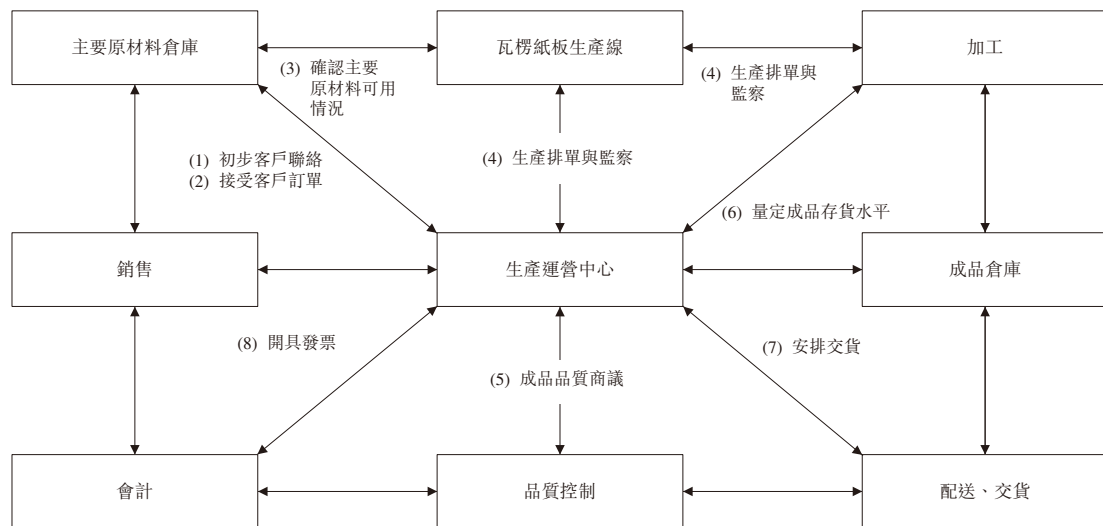 主要原材料倉庫
瓦楞紙板生產線
加工
(3) 確認主要
原材料可用
情況
(4) 生產排單與
監察
(1) 初步客戶聯絡
(2) 接受客戶訂單
(4) 生產排單與監察
(6) 量定成品存貨水平
銷售
生產運營中心
成品倉庫
(8) 開具發票
(7) 安排交貨
(5) 成品品質商議
會計
品質控制
配送、交貨